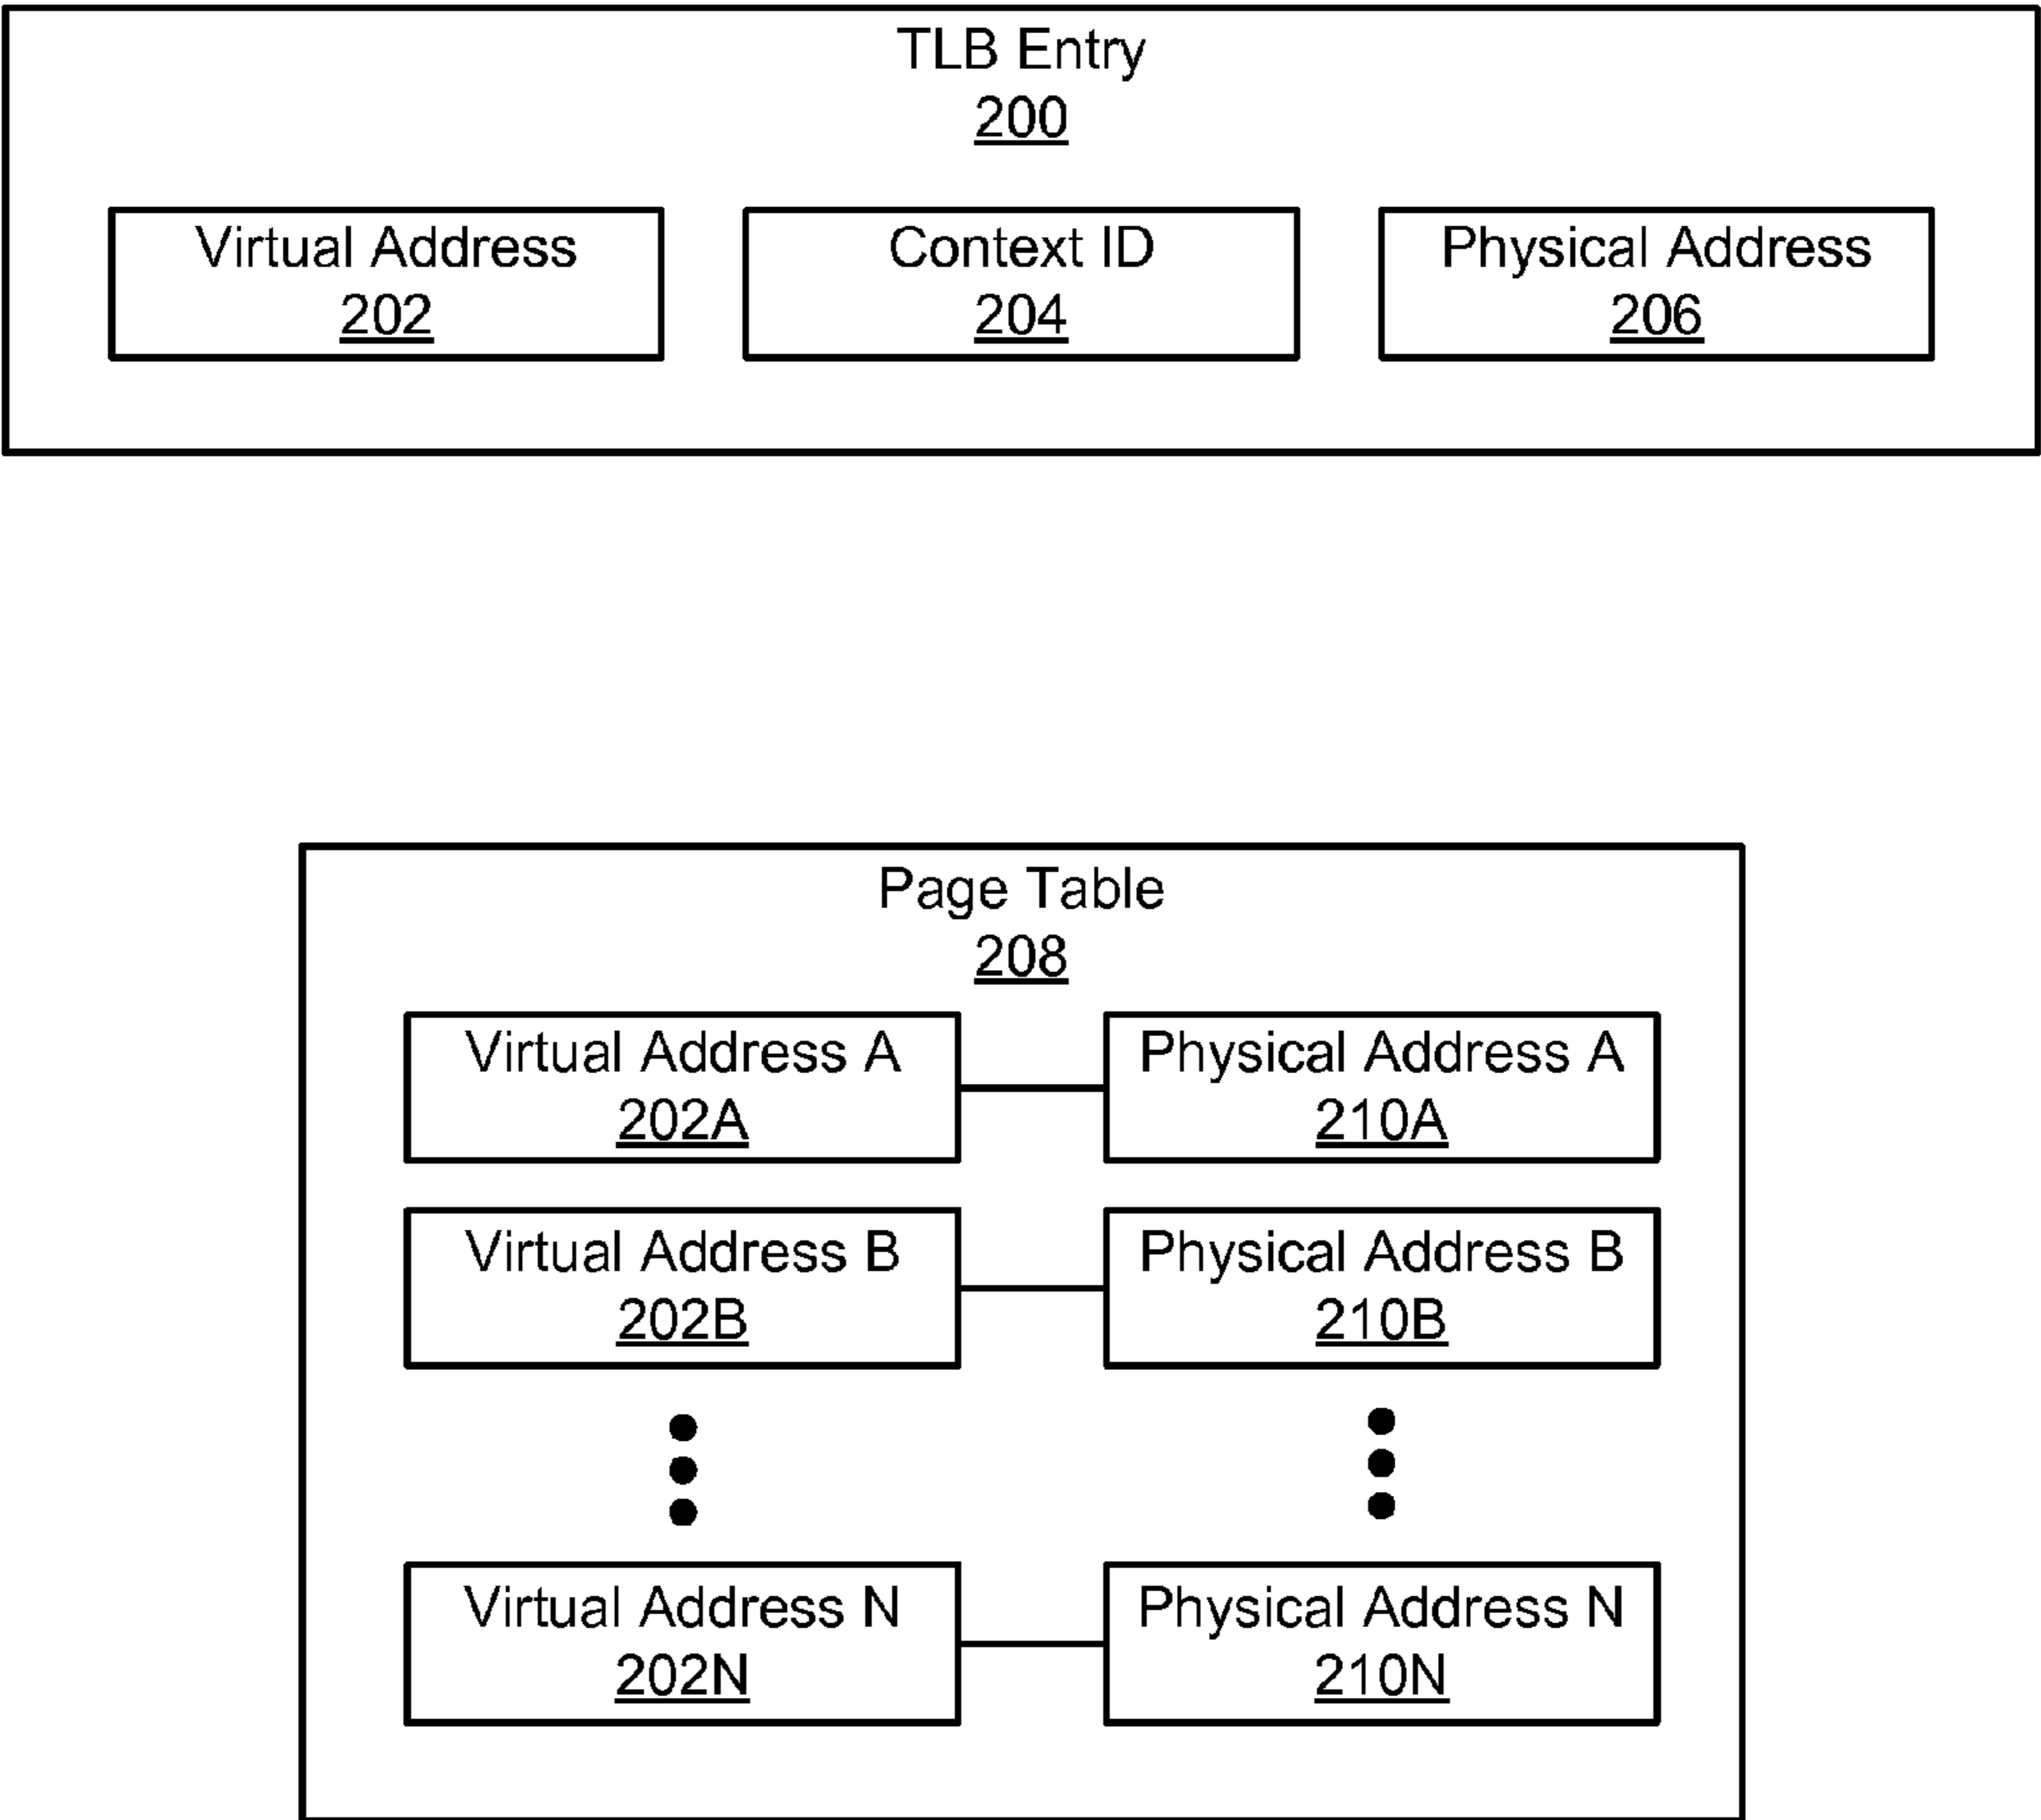 TLB Entry
200
Virtual Address
202
Context ID
204
Physical Address
206
Page Table
208
Virtual Address A
202A
Physical Address A
210A
Virtual Address B
202B
Physical Address B
210B
Virtual Address N
202N
Physical Address N
210N